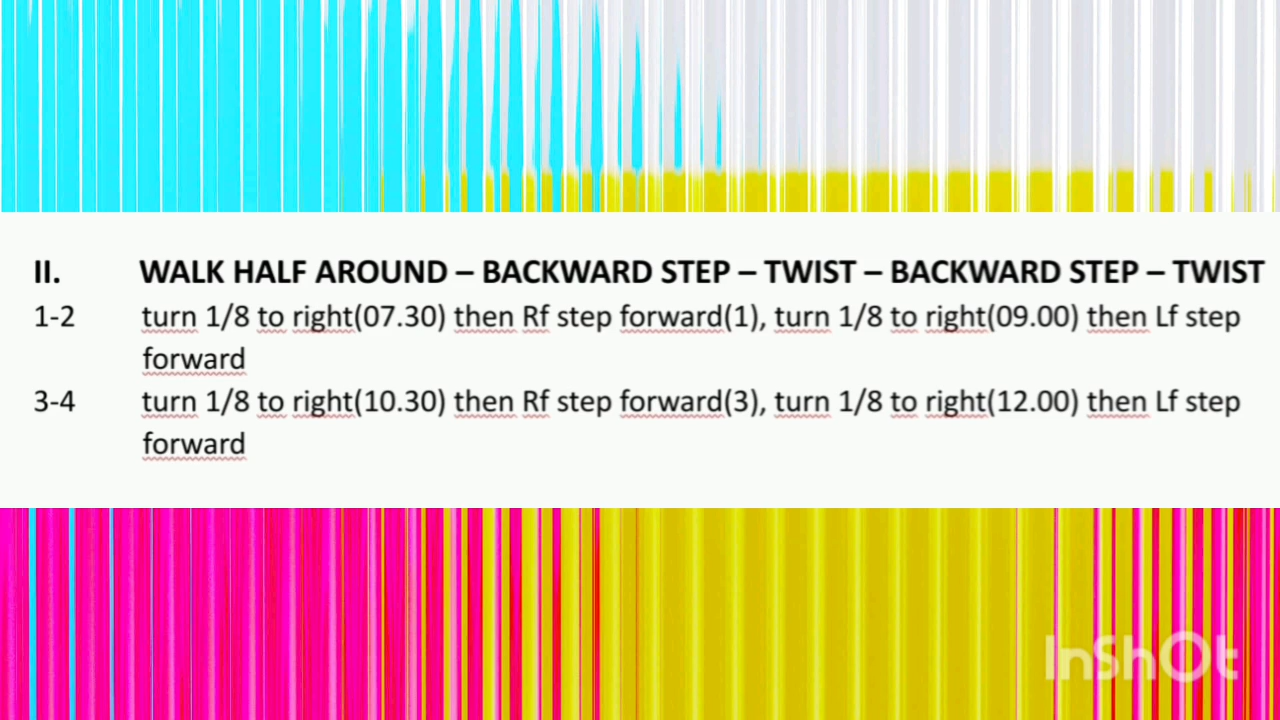 II. WALK HALF AROUND – BACKWARD STEP – TWIST – BACKWARD STEP – TWIST
1-2 turn 1/8 to right(07.30) then Rf step forward(1), turn 1/8 to right(09.00) then Lf step
forward
3-4 turn 1/8 to right(10.30) then Rf step forward(3), turn 1/8 to right(12.00) then Lf step
forward
InShOt